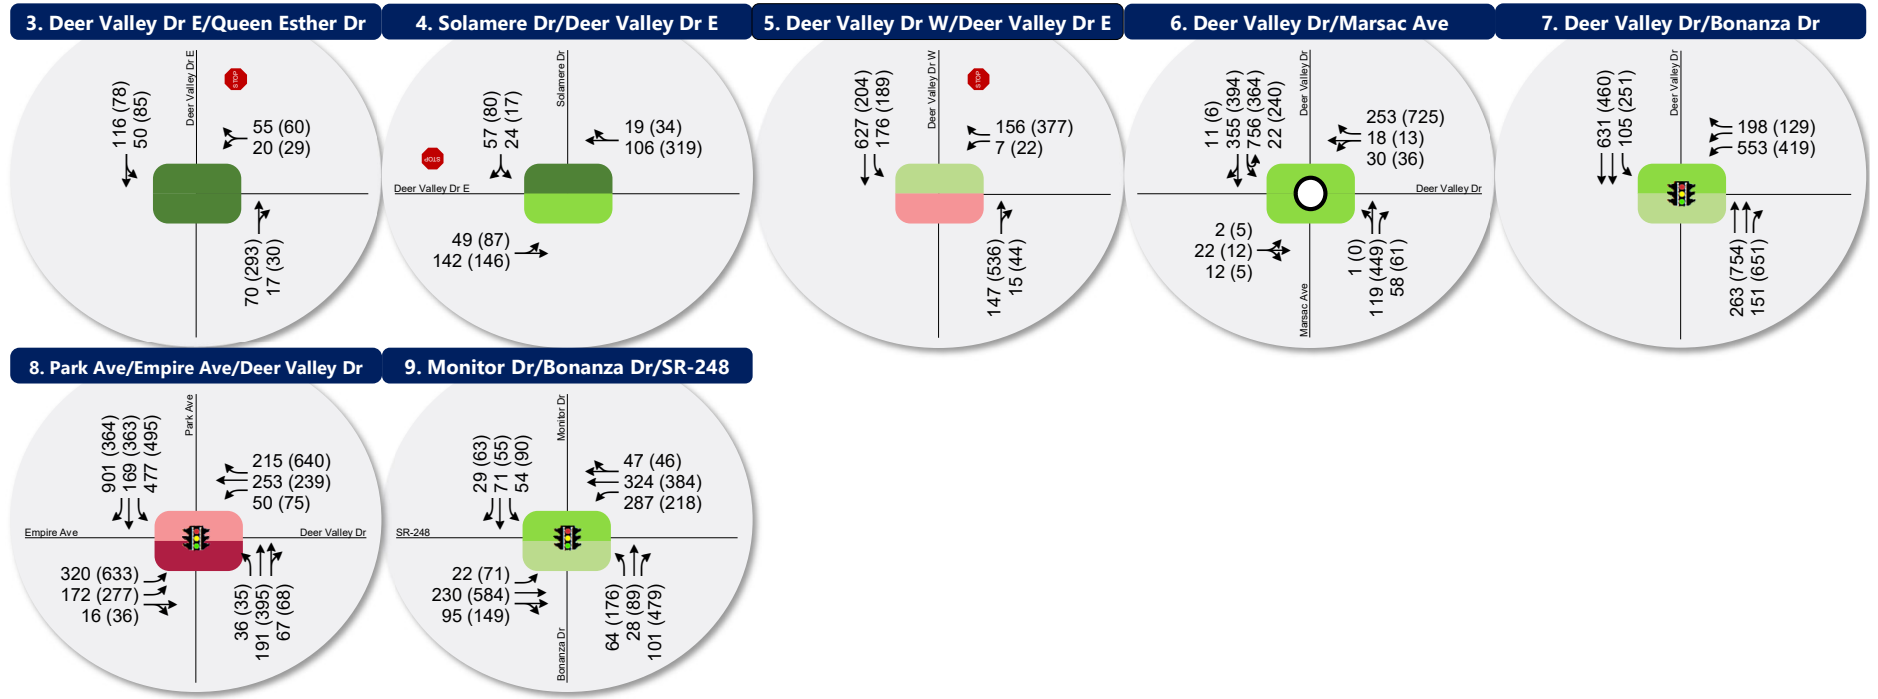 3. Deer Valley Dr E/Queen Esther Dr
Deer Valley Dr E
STOP
116 (78)
50 (85)
55 (60)
20 (29)
70 (293)
17 (30)
4. Solamere Dr/Deer Valley Dr E
Solamere Dr
STOP
57 (80)
24 (17)
19 (34)
106 (319)
Deer Valley Dr E
49 (87)
142 (146)
5. Deer Valley Dr W/Deer Valley Dr E
Deer Valley Dr W
STOP
627 (204)
176 (189)
156 (377)
7 (22)
147 (536)
15 (44)
6. Deer Valley Dr/Marsac Ave
Deer Valley Dr
11 (6)
355 (394)
756 (364)
22 (240)
253 (725)
18 (13)
30 (36)
Deer Valley Dr
2 (5)
22 (12)
12 (5)
1 (0)
119 (449)
58 (61)
Marsac Ave
7. Deer Valley Dr/Bonanza Dr
Deer Valley Dr
631 (460)
105 (251)
198 (129)
553 (419)
263 (754)
151 (651)
8. Park Ave/Empire Ave/Deer Valley Dr
Park Ave
901 (364)
169 (363)
477 (495)
215 (640)
253 (239)
50 (75)
Empire Ave
Deer Valley Dr
320 (633)
172 (277)
16 (36)
36 (35)
191 (395)
67 (68)
9. Monitor Dr/Bonanza Dr/SR-248
Monitor Dr
29 (63)
71 (55)
54 (90)
47 (46)
324 (384)
287 (218)
SR-248
22 (71)
230 (584)
95 (149)
64 (176)
28 (89)
101 (479)
Bonanza Dr